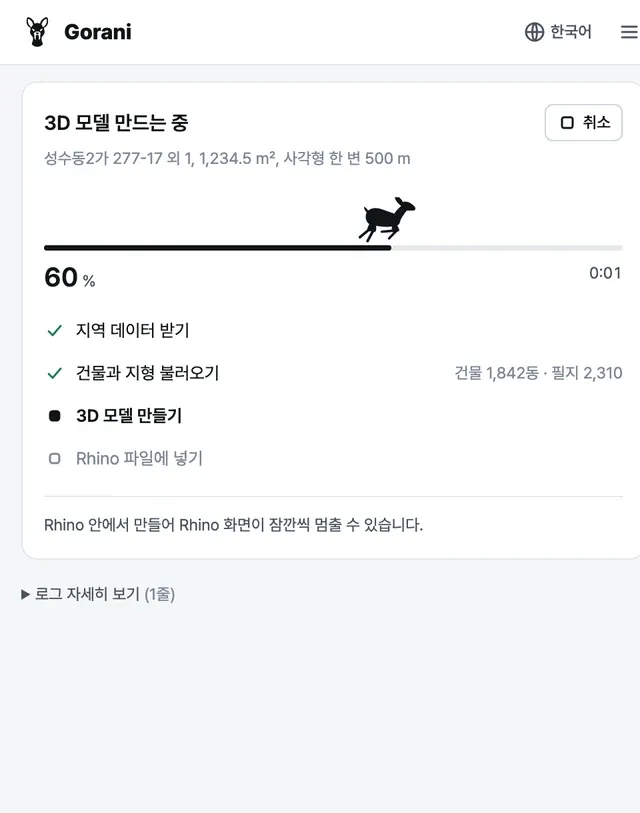 Gorani
한국어
3D 모델 만드는 중
취소
성수동2가 277-17 외 1, 1,234.5 m², 사각형 한 변 500 m
60 %
0:01
지역 데이터 받기
건물과 지형 불러오기
건물 1,842동 · 필지 2,310
3D 모델 만들기
Rhino 파일에 넣기
Rhino 안에서 만들어 Rhino 화면이 잠깐씩 멈출 수 있습니다.
로그 자세히 보기 (1줄)